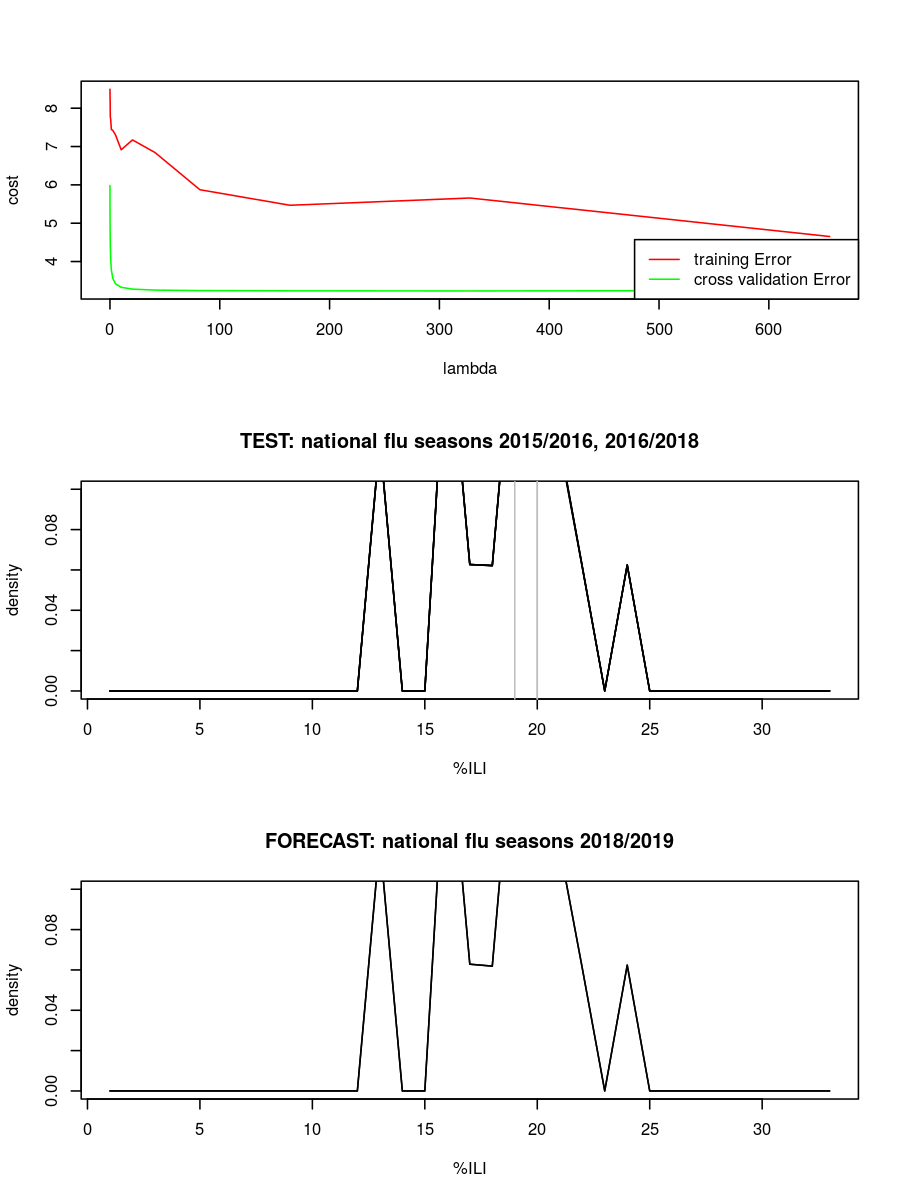 8
7
6
5
4
cost
0 100 200 300 400 500 600
lambda
training Error
cross validation Error
TEST: national flu seasons 2015/2016, 2016/2018
0.08
0.04
0.00
density
0 5 10 15 20 25 30
%ILI
FORECAST: national flu seasons 2018/2019
0.08
0.04
0.00
density
0 5 10 15 20 25 30
%ILI